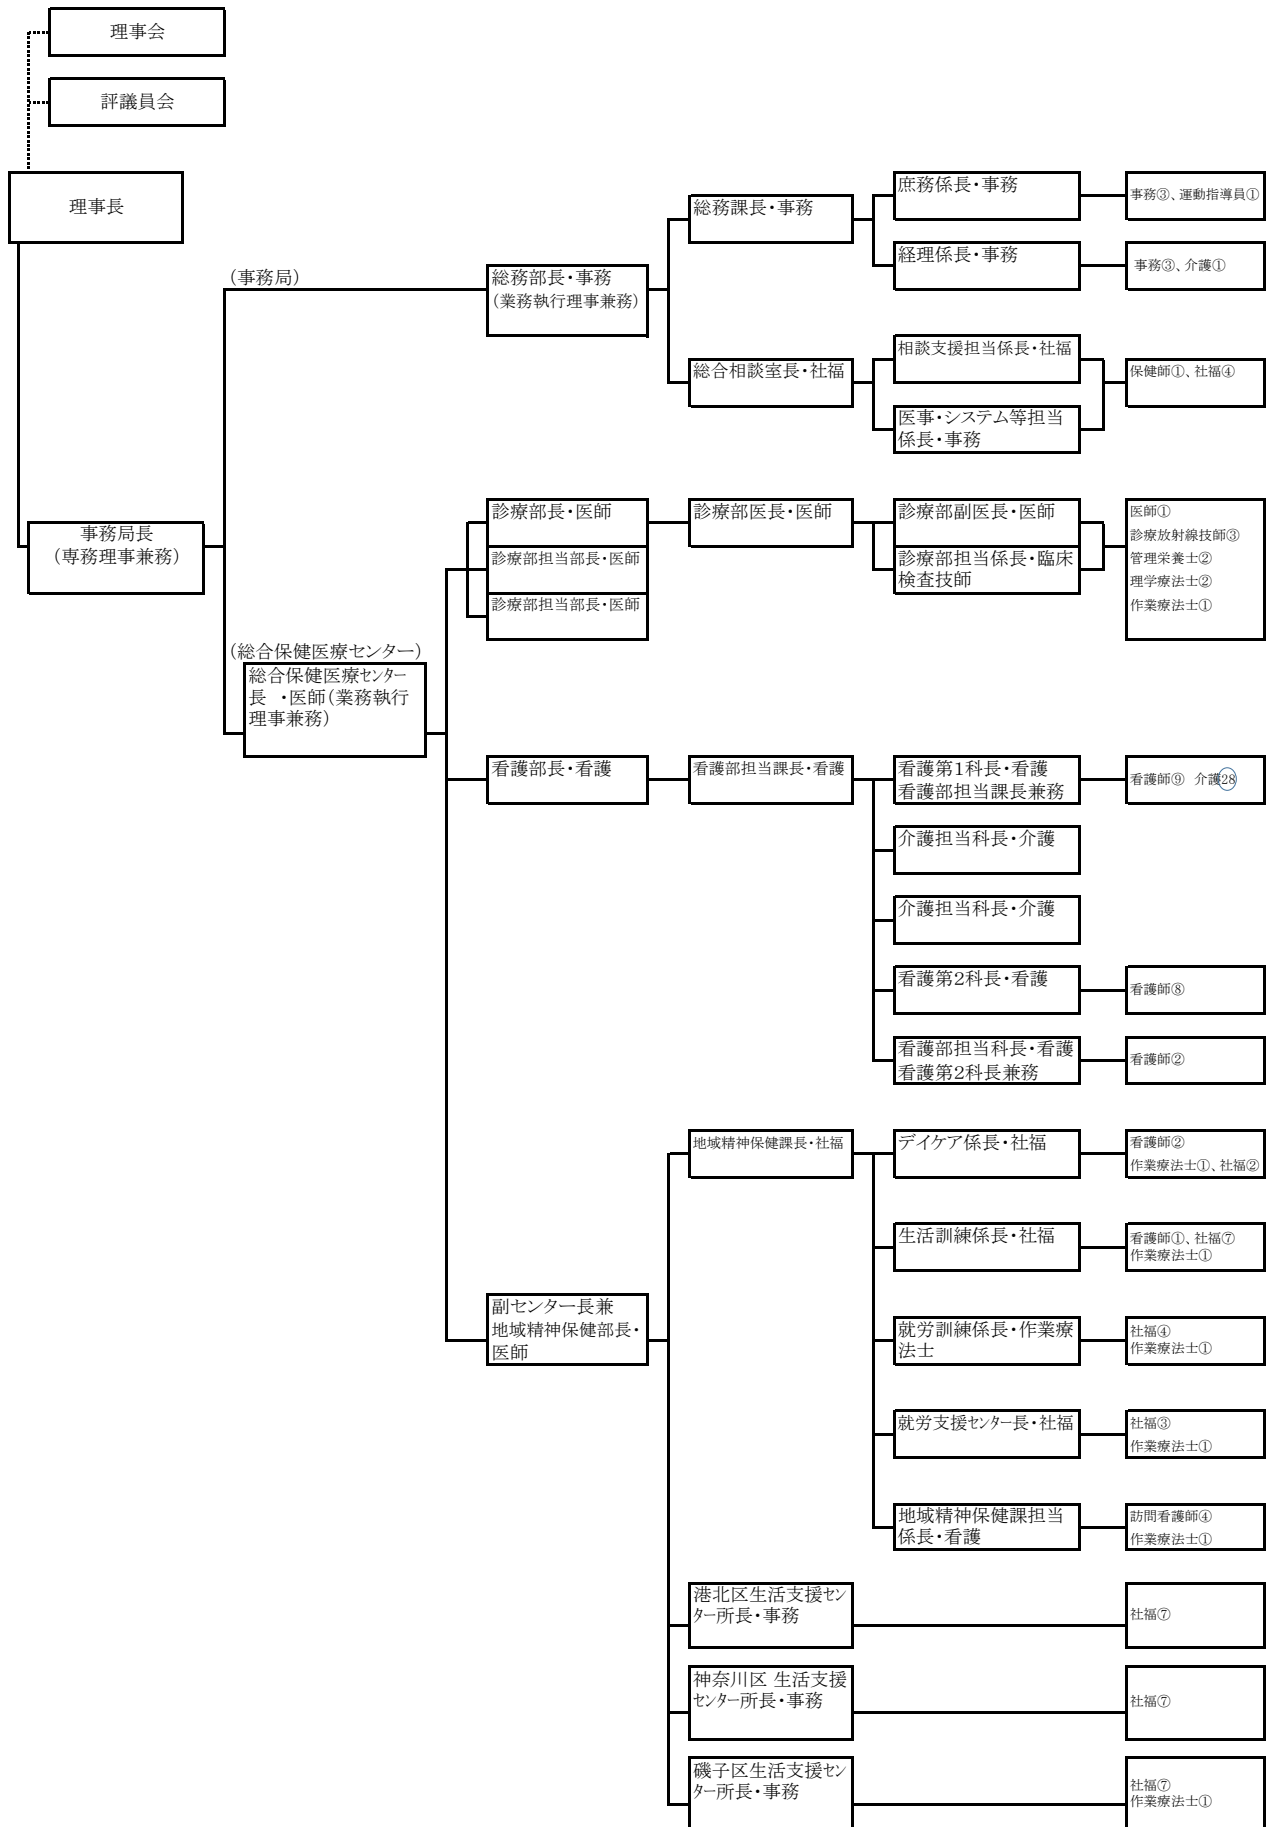 理事会
評議員会
理事長
庶務係長・事務
事務③、運動指導員①
総務課長・事務
経理係長・事務
事務③、介護①
(事務局)
総務部長・事務
(業務執行理事兼務)
相談支援担当係長・社福
総合相談室長・社福
保健師①、社福④
医事・システム等担当
係長・事務
事務局長
(専務理事兼務)
診療部長・医師
診療部医長・医師
診療部副医長・医師
医師①
診療放射線技師③
管理栄養士②
理学療法士②
作業療法士①
診療部担当部長・医師
診療部担当係長・臨床
検査技師
診療部担当部長・医師
(総合保健医療センター)
総合保健医療センター
長 ・医師(業務執行
理事兼務)
看護部長・看護
看護部担当課長・看護
看護第1科長・看護
看護部担当課長兼務
看護師⑨ 介護28
介護担当科長・介護
介護担当科長・介護
看護第2科長・看護
看護師⑧
看護部担当科長・看護
看護第2科長兼務
看護師②
地域精神保健課長・社福
デイケア係長・社福
看護師②
作業療法士①、社福②
生活訓練係長・社福
看護師①、社福⑦
作業療法士①
副センター長兼
地域精神保健部長・
医師
就労訓練係長・作業療
法士
社福④
作業療法士①
就労支援センター長・社福
社福③
作業療法士①
地域精神保健課担当
係長・看護
訪問看護師④
作業療法士①
港北区生活支援セン
ター所長・事務
社福⑦
神奈川区 生活支援
センター所長・事務
社福⑦
磯子区生活支援セン
ター所長・事務
社福⑦
作業療法士①